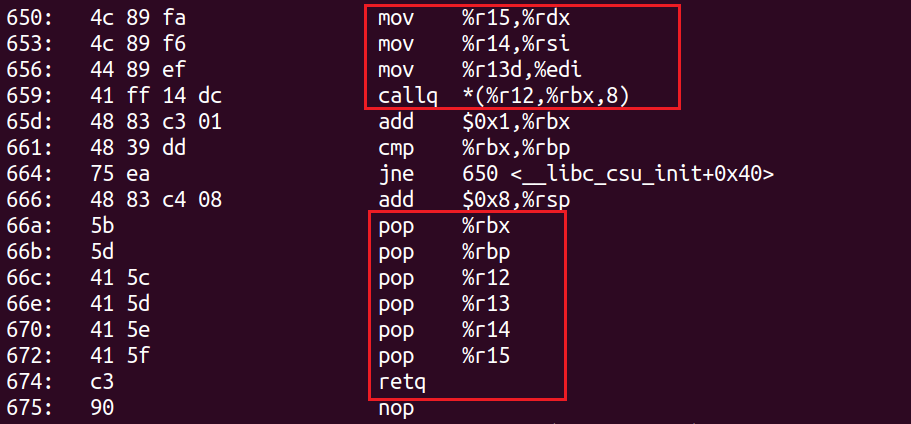 650: 4c 89 fa mov %r15,%rdx
653: 4c 89 f6 mov %r14,%rsi
656: 44 89 ef mov %r13d,%edi
659: 41 ff 14 dc callq *(%r12,%rbx,8)
65d: 48 83 c3 01 add $0x1,%rbx
661: 48 39 dd cmp %rbx,%rbp
664: 75 ea jne 650 <__libc_csu_init+0x40>
666: 48 83 c4 08 add $0x8,%rsp
66a: 5b pop %rbx
66b: 5d pop %rbp
66c: 41 5c pop %r12
66e: 41 5d pop %r13
670: 41 5e pop %r14
672: 41 5f pop %r15
674: c3 retq
675: 90 nop